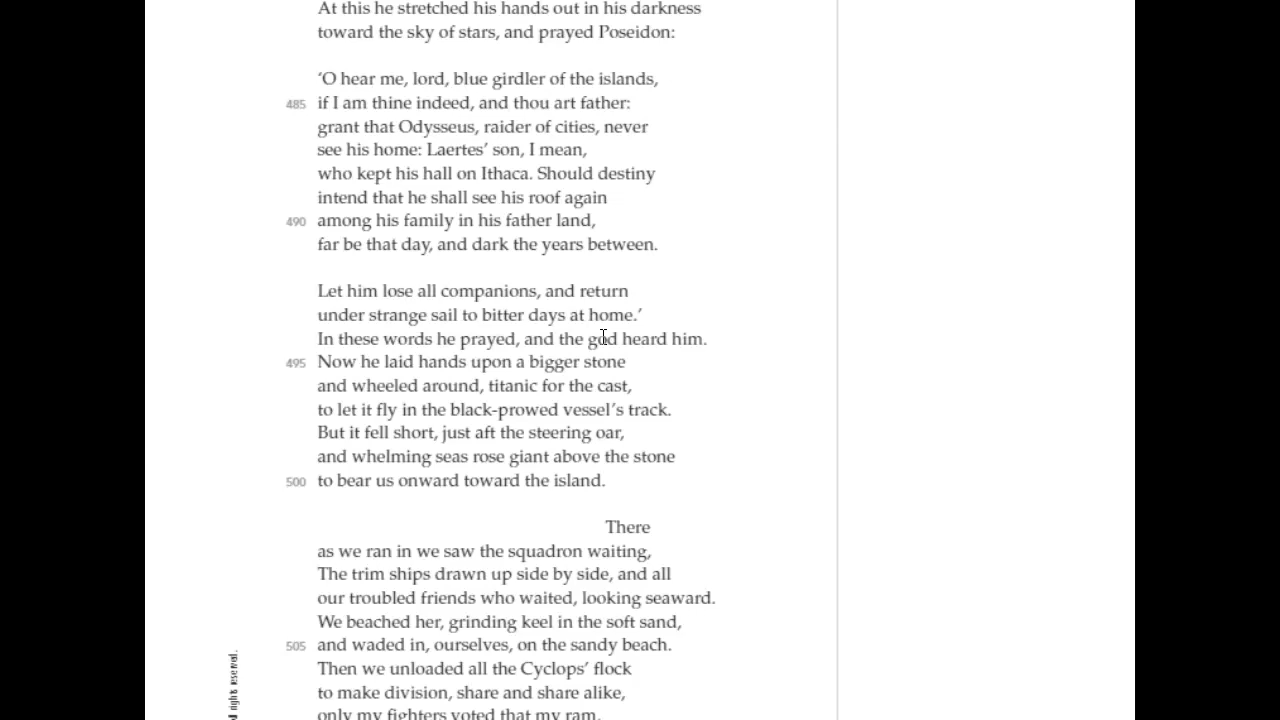 At this he stretched his hands out in his darkness
toward the sky of stars, and prayed Poseidon:
‘O hear me, lord, blue girdler of the islands,
485 if I am thine indeed, and thou art father:
grant that Odysseus, raider of cities, never
see his home: Laertes’ son, I mean,
who kept his hall on Ithaca. Should destiny
intend that he shall see his roof again
490 among his family in his father land,
far be that day, and dark the years between.
Let him lose all companions, and return
under strange sail to bitter days at home.’
In these words he prayed, and the god heard him.
495 Now he laid hands upon a bigger stone
and wheeled around, titanic for the cast,
to let it fly in the black-prowed vessel’s track.
But it fell short, just aft the steering oar,
and whelming seas rose giant above the stone
500 to bear us onward toward the island.
There
as we ran in we saw the squadron waiting,
The trim ships drawn up side by side, and all
our troubled friends who waited, looking seaward.
We beached her, grinding keel in the soft sand,
505 and waded in, ourselves, on the sandy beach.
Then we unloaded all the Cyclops’ flock
to make division, share and share alike,
only my fighters voted that my ram,
rights reserved.